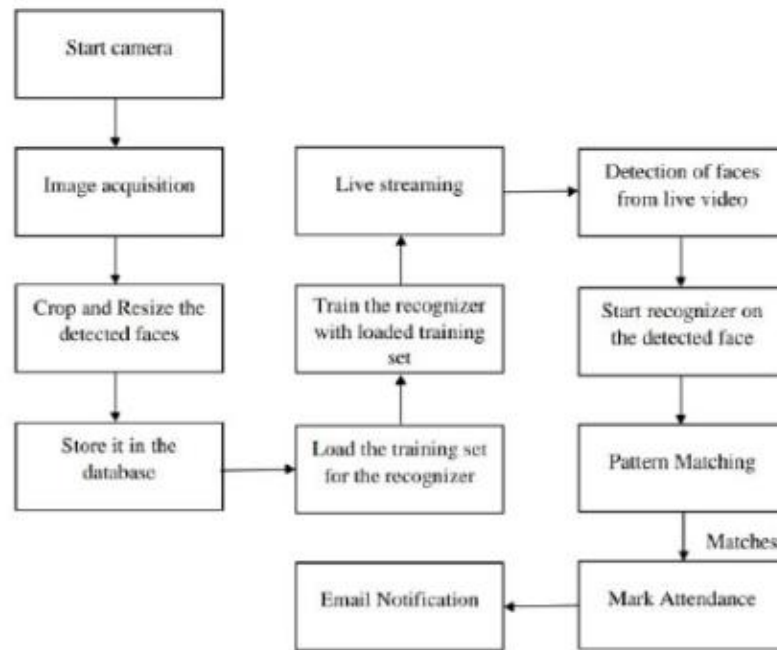 Start camera
Image acquisition
Crop and Resize the
detected faces
Store it in the
database
Load the training set
for the recognizer
Train the recognizer
with loaded training
set
Live streaming
Detection of faces
from live video
Start recognizer on
the detected face
Pattern Matching
Matches
Mark Attendance
Email Notification